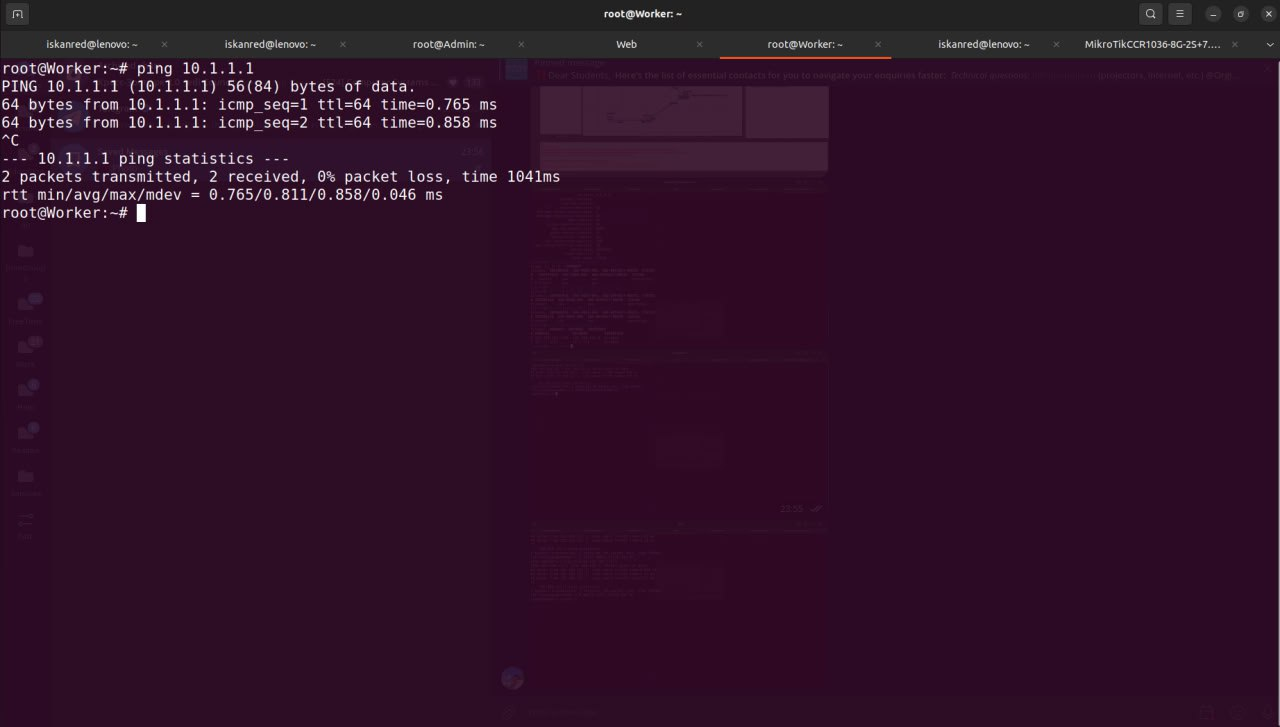 root@Worker: ~
iskanred@lenovo: ~
iskanred@lenovo: ~
root@Admin: ~
Web
root@Worker: ~
iskanred@lenovo: ~
MikroTikCCR1036-8G-2S+7....
root@Worker:~# ping 10.1.1.1
PING 10.1.1.1 (10.1.1.1) 56(84) bytes of data.
64 bytes from 10.1.1.1: icmp_seq=1 ttl=64 time=0.765 ms
64 bytes from 10.1.1.1: icmp_seq=2 ttl=64 time=0.858 ms
^C
--- 10.1.1.1 ping statistics ---
2 packets transmitted, 2 received, 0% packet loss, time 1041ms
rtt min/avg/max/mdev = 0.765/0.811/0.858/0.046 ms
root@Worker:~#
Dear Students, Here's the list of essential contacts for you to navigate your enquiries faster: Technical questions:
(projectors, internet, etc.)
23:55